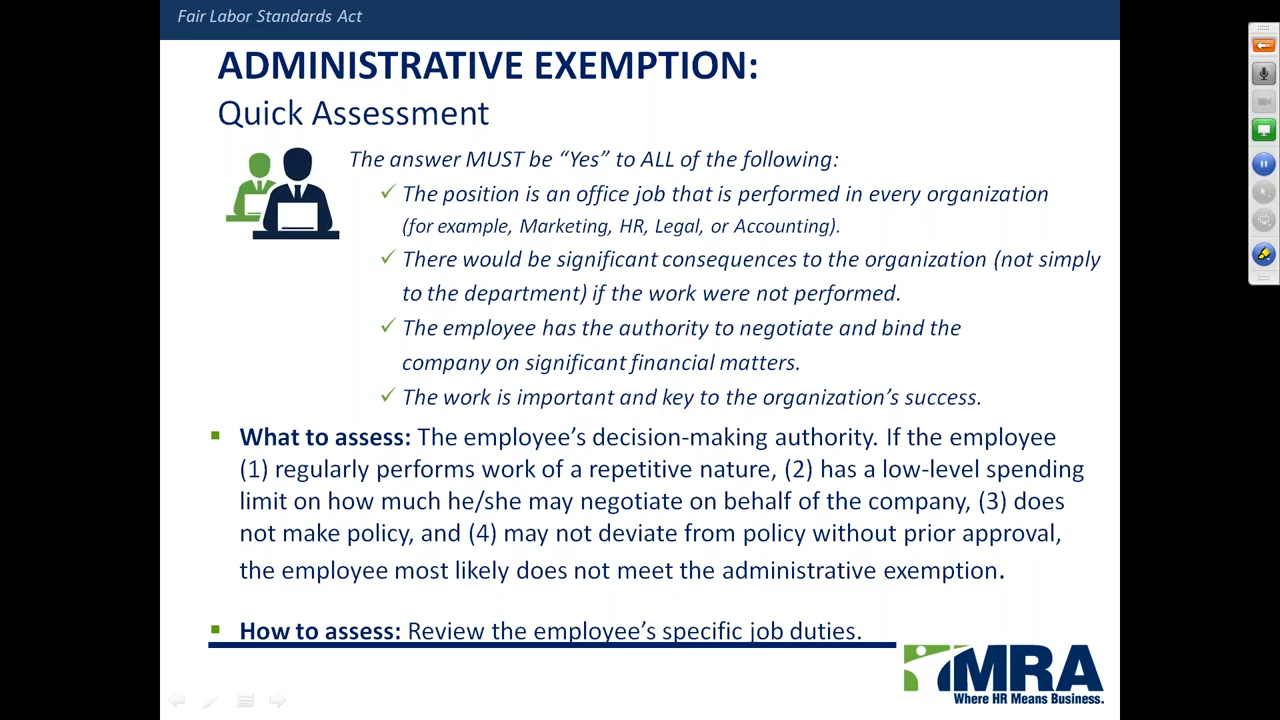 Fair Labor Standards Act
ADMINISTRATIVE EXEMPTION:
Quick Assessment
The answer MUST be “Yes” to ALL of the following:
The position is an office job that is performed in every organization
(for example, Marketing, HR, Legal, or Accounting).
There would be significant consequences to the organization (not simply
to the department) if the work were not performed.
The employee has the authority to negotiate and bind the
company on significant financial matters.
The work is important and key to the organization’s success.
What to assess: The employee’s decision-making authority. If the employee
(1) regularly performs work of a repetitive nature, (2) has a low-level spending
limit on how much he/she may negotiate on behalf of the company, (3) does
not make policy, and (4) may not deviate from policy without prior approval,
the employee most likely does not meet the administrative exemption.
How to assess: Review the employee’s specific job duties.
MRA
Where HR Means Business.